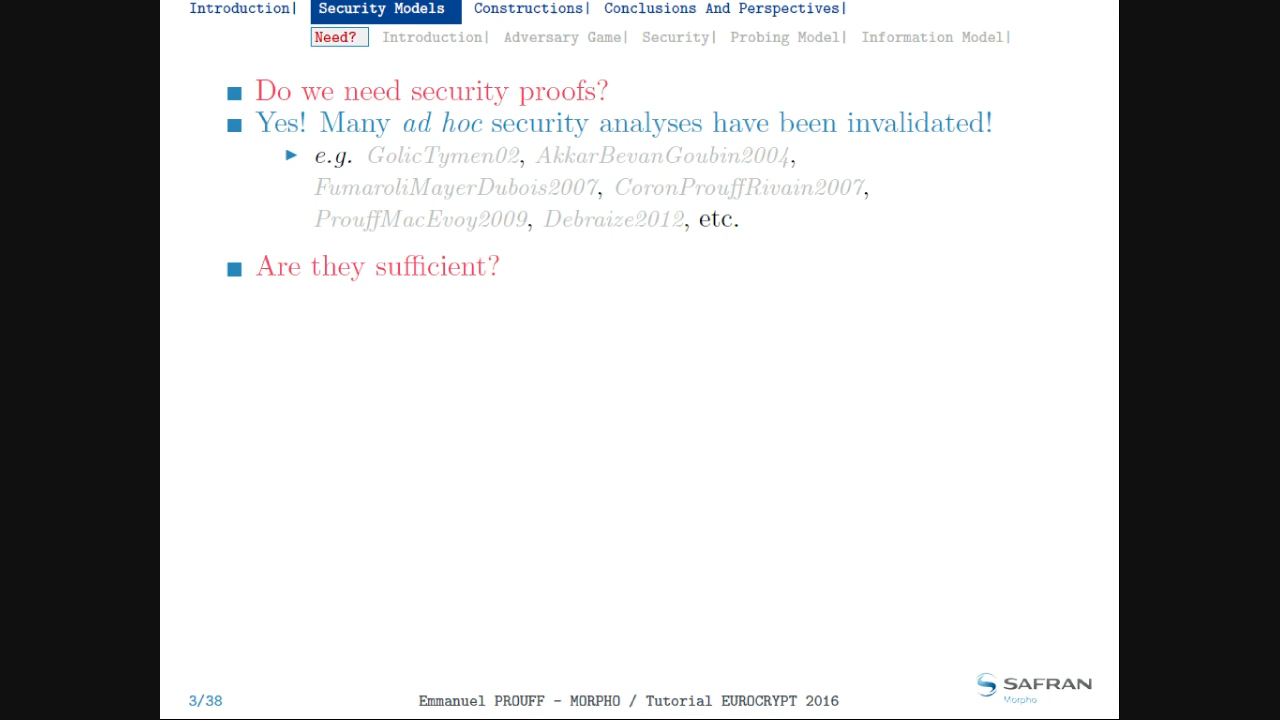 Introduction| Security Models Constructions| Conclusions And Perspectives|
Need? Introduction| Adversary Game| Security| Probing Model| Information Model|
Do we need security proofs?
Yes! Many ad hoc security analyses have been invalidated!
e.g. GolicTymen02, AkkarBevanGoubin2004,
FumaroliMayerDubois2007, CoronProuffRivain2007,
ProuffMacEvoy2009, Debraize2012, etc.
Are they sufficient?
SAFRAN
Morpho
3/38 Emmanuel PROUFF - MORPHO / Tutorial EUROCRYPT 2016